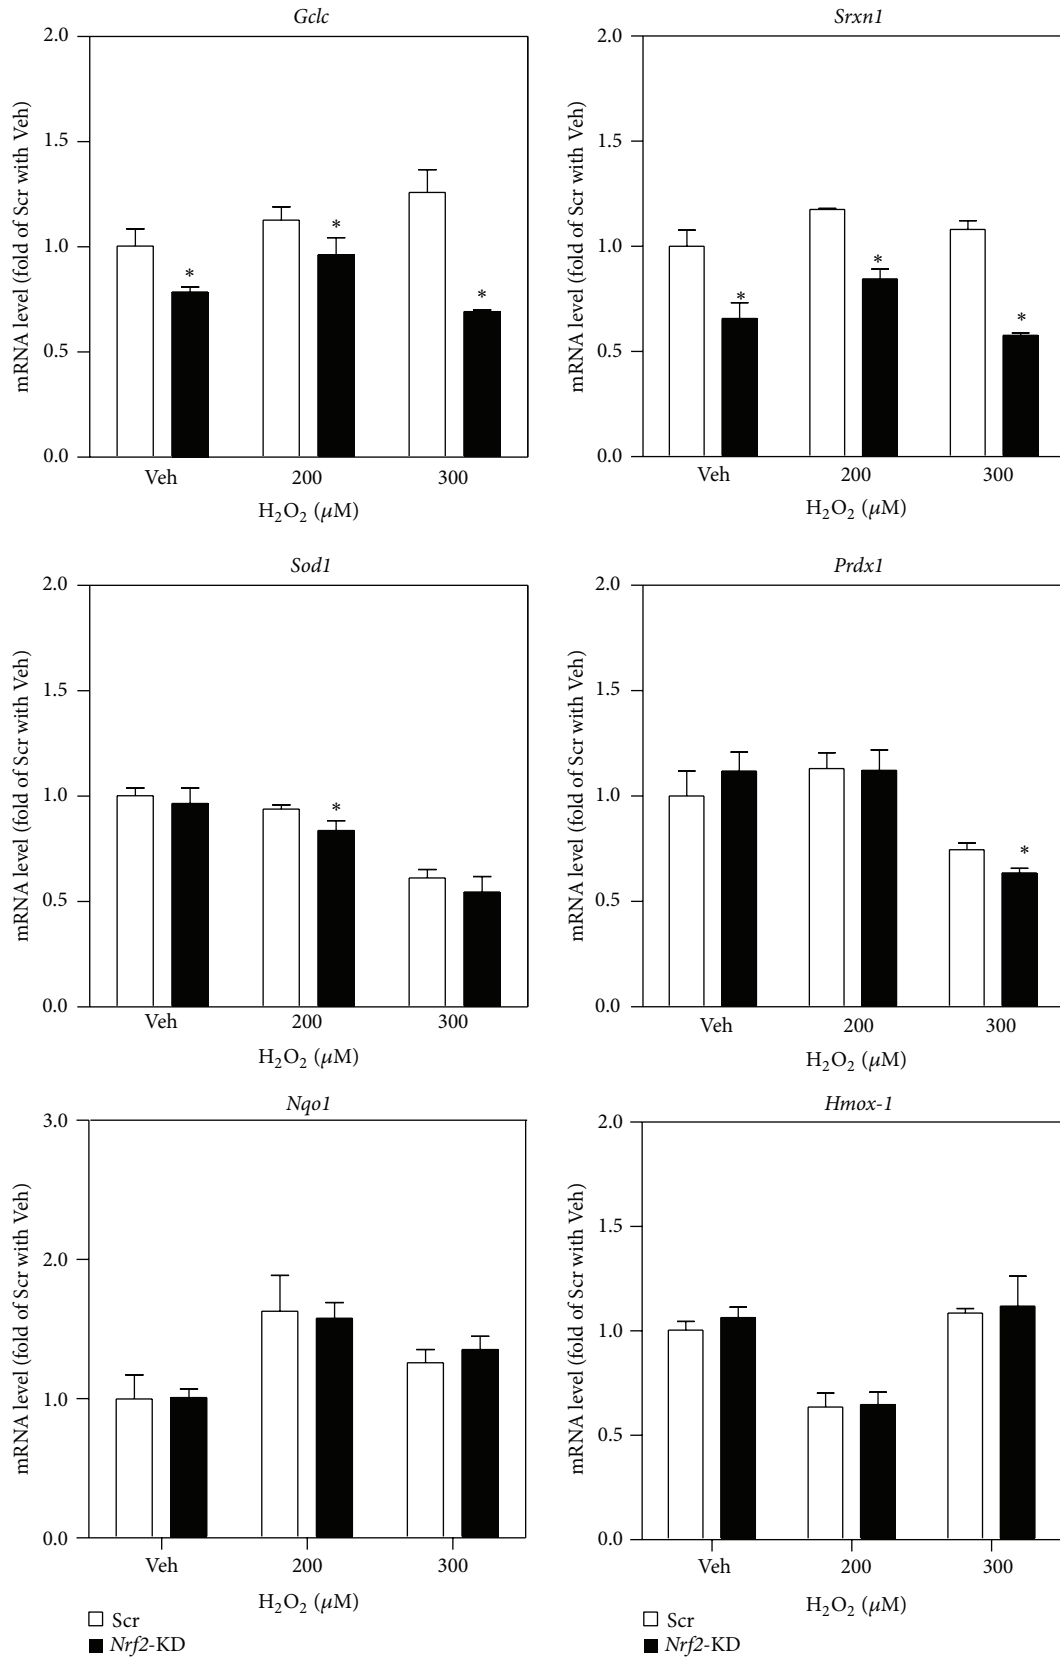 Gclc
mRNA level (fold of Scr with Veh)
2.0
1.5
1.0
0.5
0.0
*
*
*
Veh 200 300
H₂O₂ (μM)
Srxn1
mRNA level (fold of Scr with Veh)
2.0
1.5
1.0
0.5
0.0
*
*
*
Veh 200 300
H₂O₂ (μM)
Sod1
mRNA level (fold of Scr with Veh)
2.0
1.5
1.0
0.5
0.0
*
Veh 200 300
H₂O₂ (μM)
Prdx1
mRNA level (fold of Scr with Veh)
2.0
1.5
1.0
0.5
0.0
*
Veh 200 300
H₂O₂ (μM)
Nqo1
mRNA level (fold of Scr with Veh)
3.0
2.0
1.0
0.0
Veh 200 300
H₂O₂ (μM)
Scr
Nrf2-KD
Hmox-1
mRNA level (fold of Scr with Veh)
2.0
1.5
1.0
0.5
0.0
Veh 200 300
H₂O₂ (μM)
Scr
Nrf2-KD